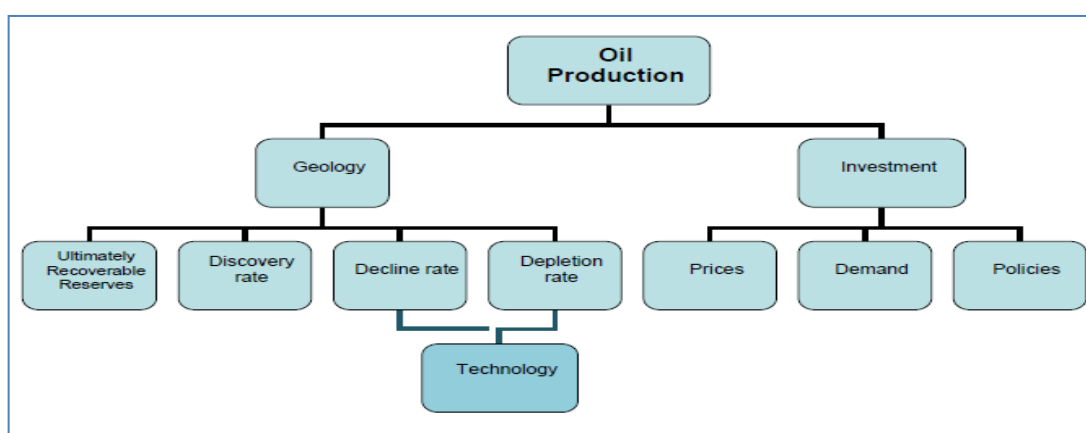 Oil
Production
Geology
Investment
Ultimately
Recoverable
Reserves
Discovery
rate
Decline rate
Depletion
rate
Prices
Demand
Policies
Technology